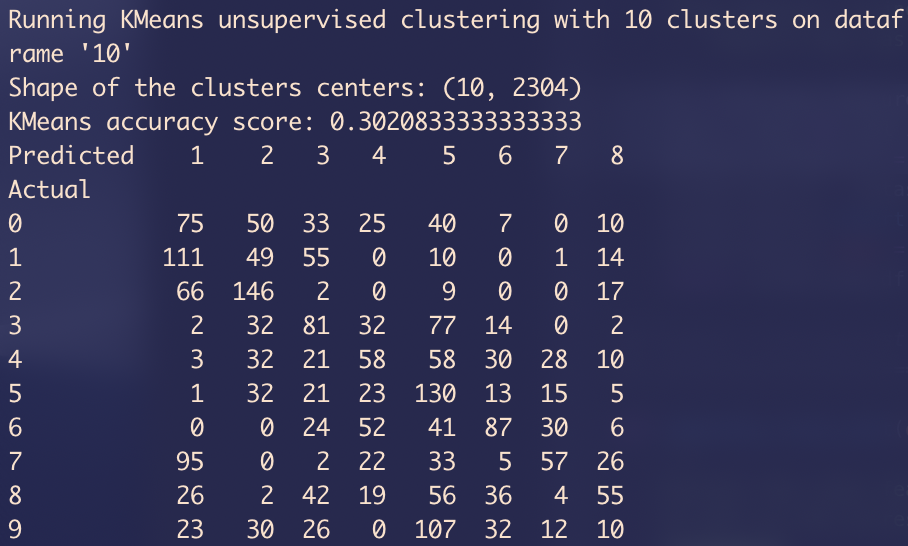 Running KMeans unsupervised clustering with 10 clusters on dataf
rame '10'
Shape of the clusters centers: (10, 2304)
KMeans accuracy score: 0.3020833333333333
Predicted    1    2   3   4    5   6   7   8
Actual
0           75   50  33  25   40   7   0  10
1          111   49  55   0   10   0   1  14
2           66  146   2   0    9   0   0  17
3            2   32  81  32   77  14   0   2
4            3   32  21  58   58  30  28  10
5            1   32  21  23  130  13  15   5
6            0    0  24  52   41  87  30   6
7           95    0   2  22   33   5  57  26
8           26    2  42  19   56  36   4  55
9           23   30  26   0  107  32  12  10